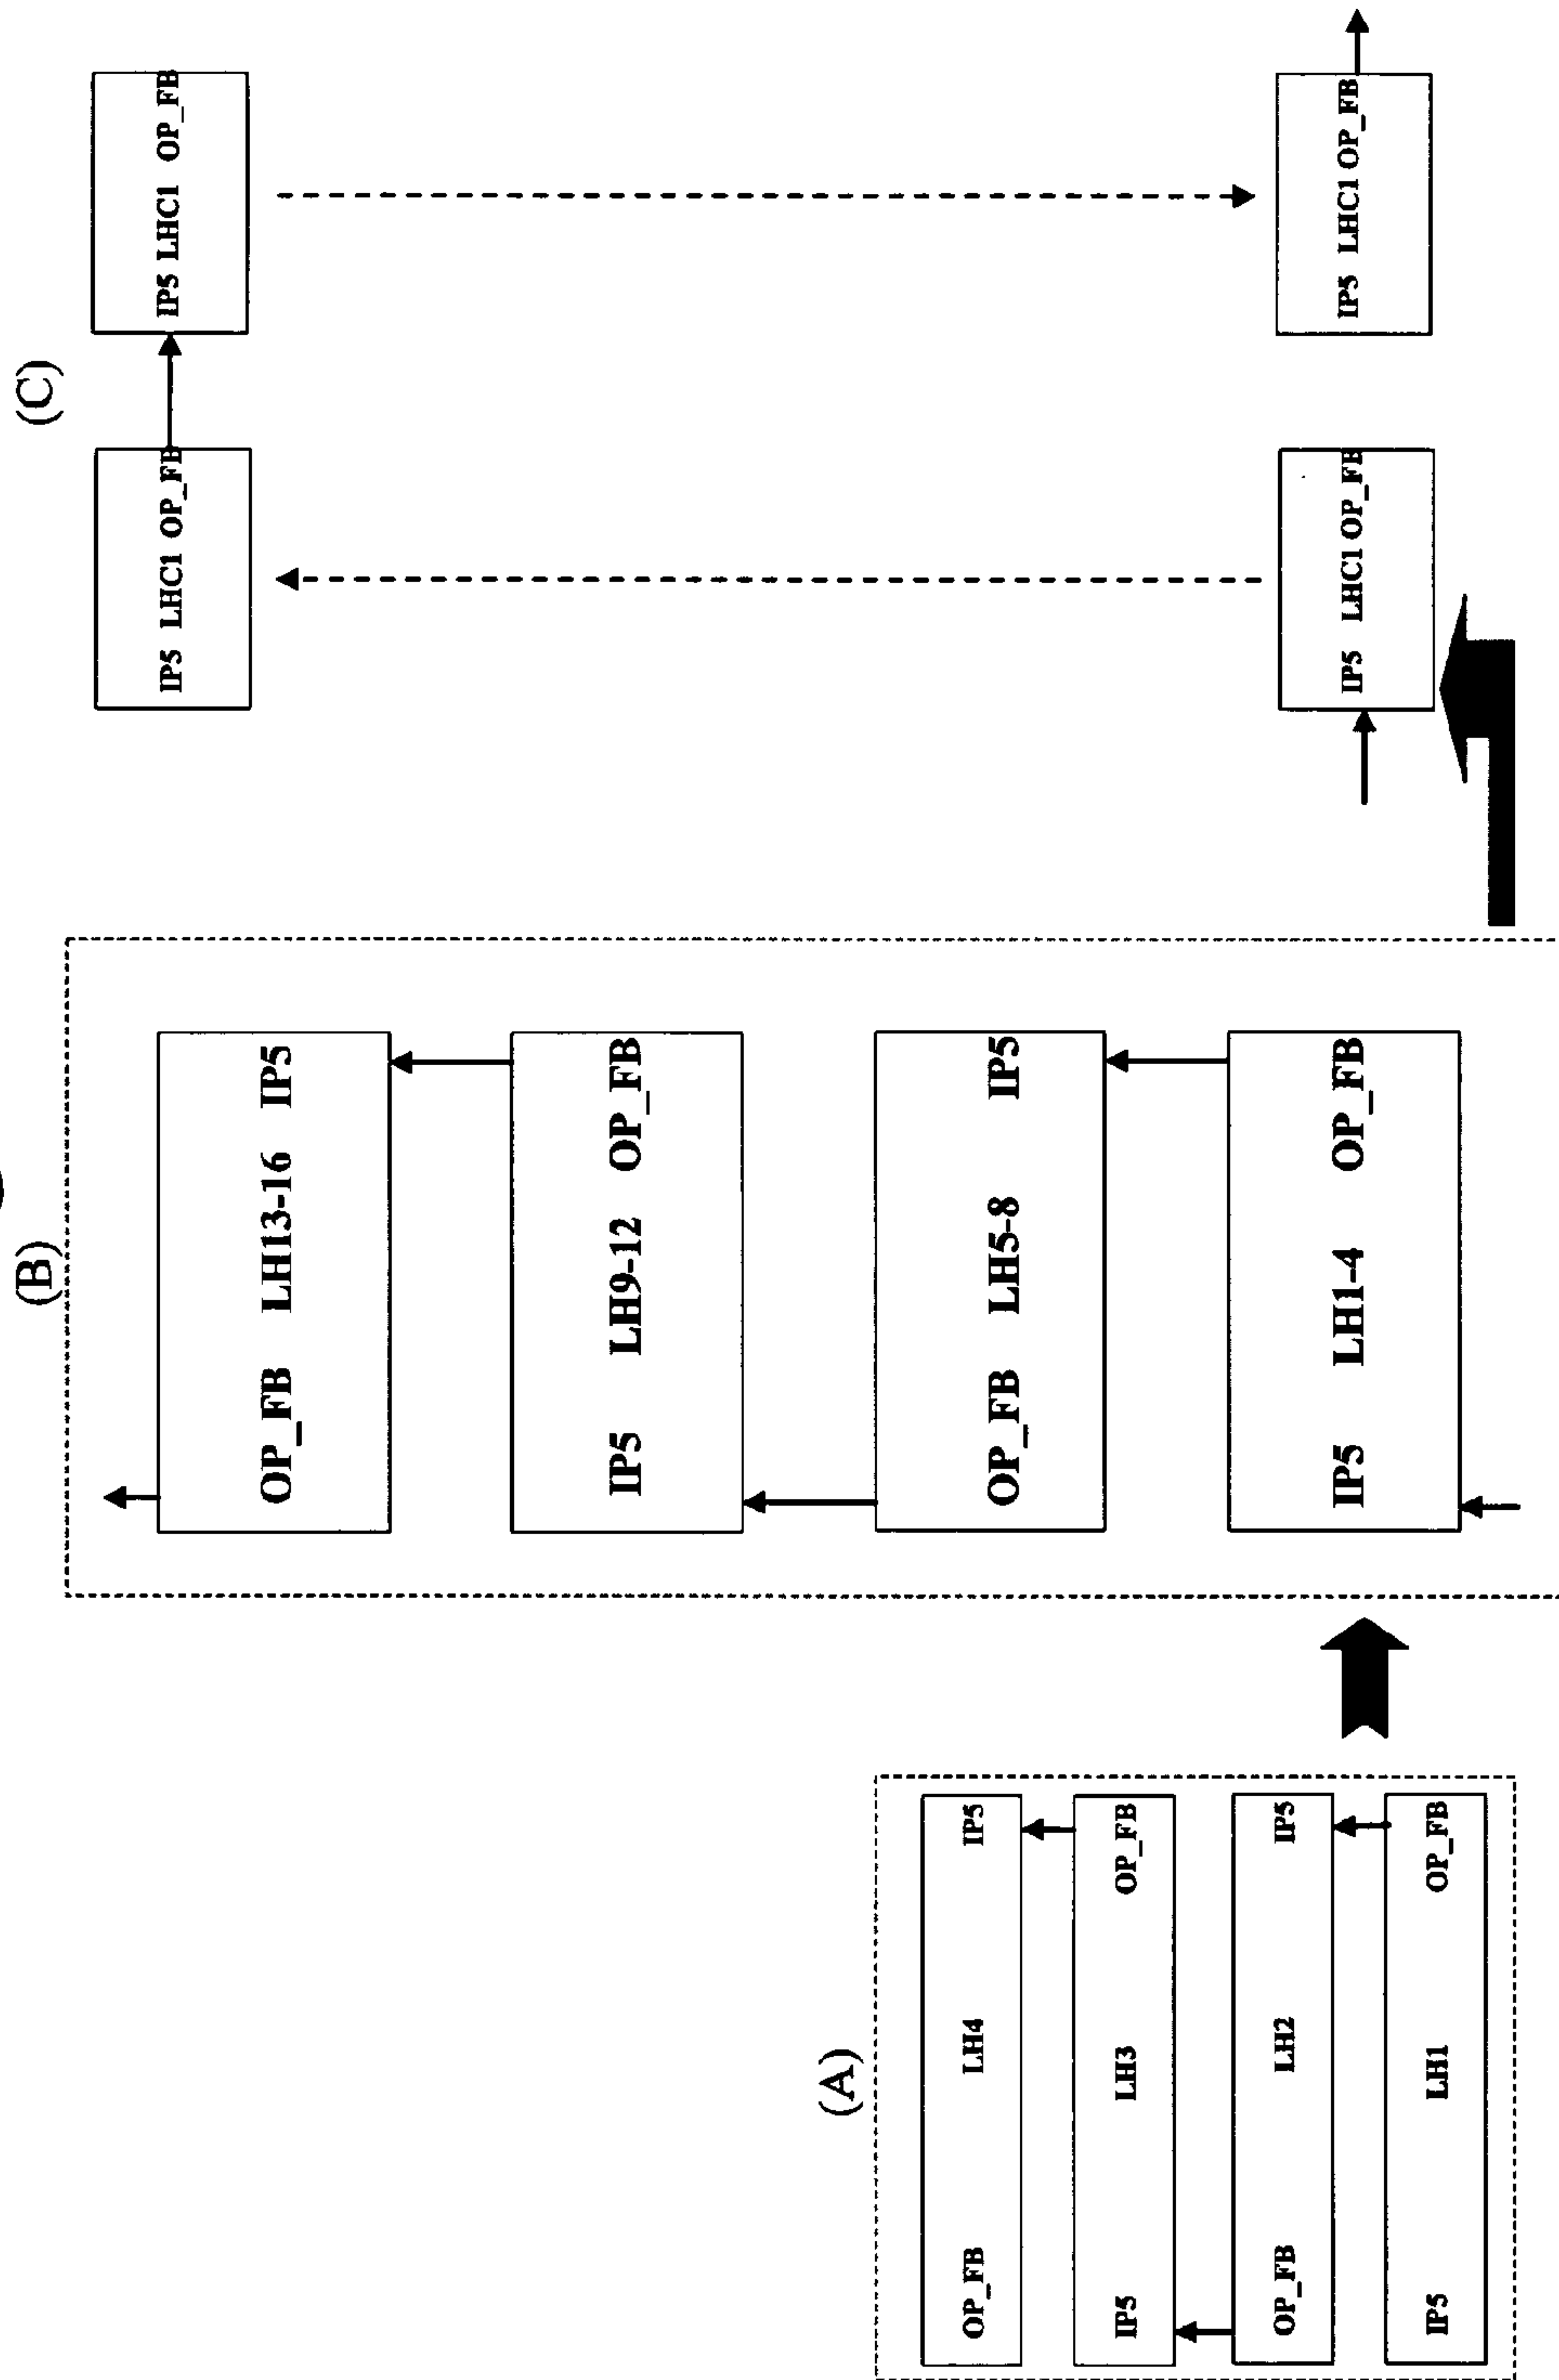 (A)
OP_FB LH4 IP5
IP5 LH3 OP_FB
OP_FB LH2 IP5
IP5 LH1 OP_FB
(B)
OP_FB LH13-16 IP5
IP5 LH9-12 OP_FB
OP_FB LH5-8 IP5
IP5 LH1-4 OP_FB
(C)
IP5 LHC1 OP_FB
IP5 LHC1 OP_FB
IP5 LHC1 OP_FB
IP5 LHC1 OP_FB